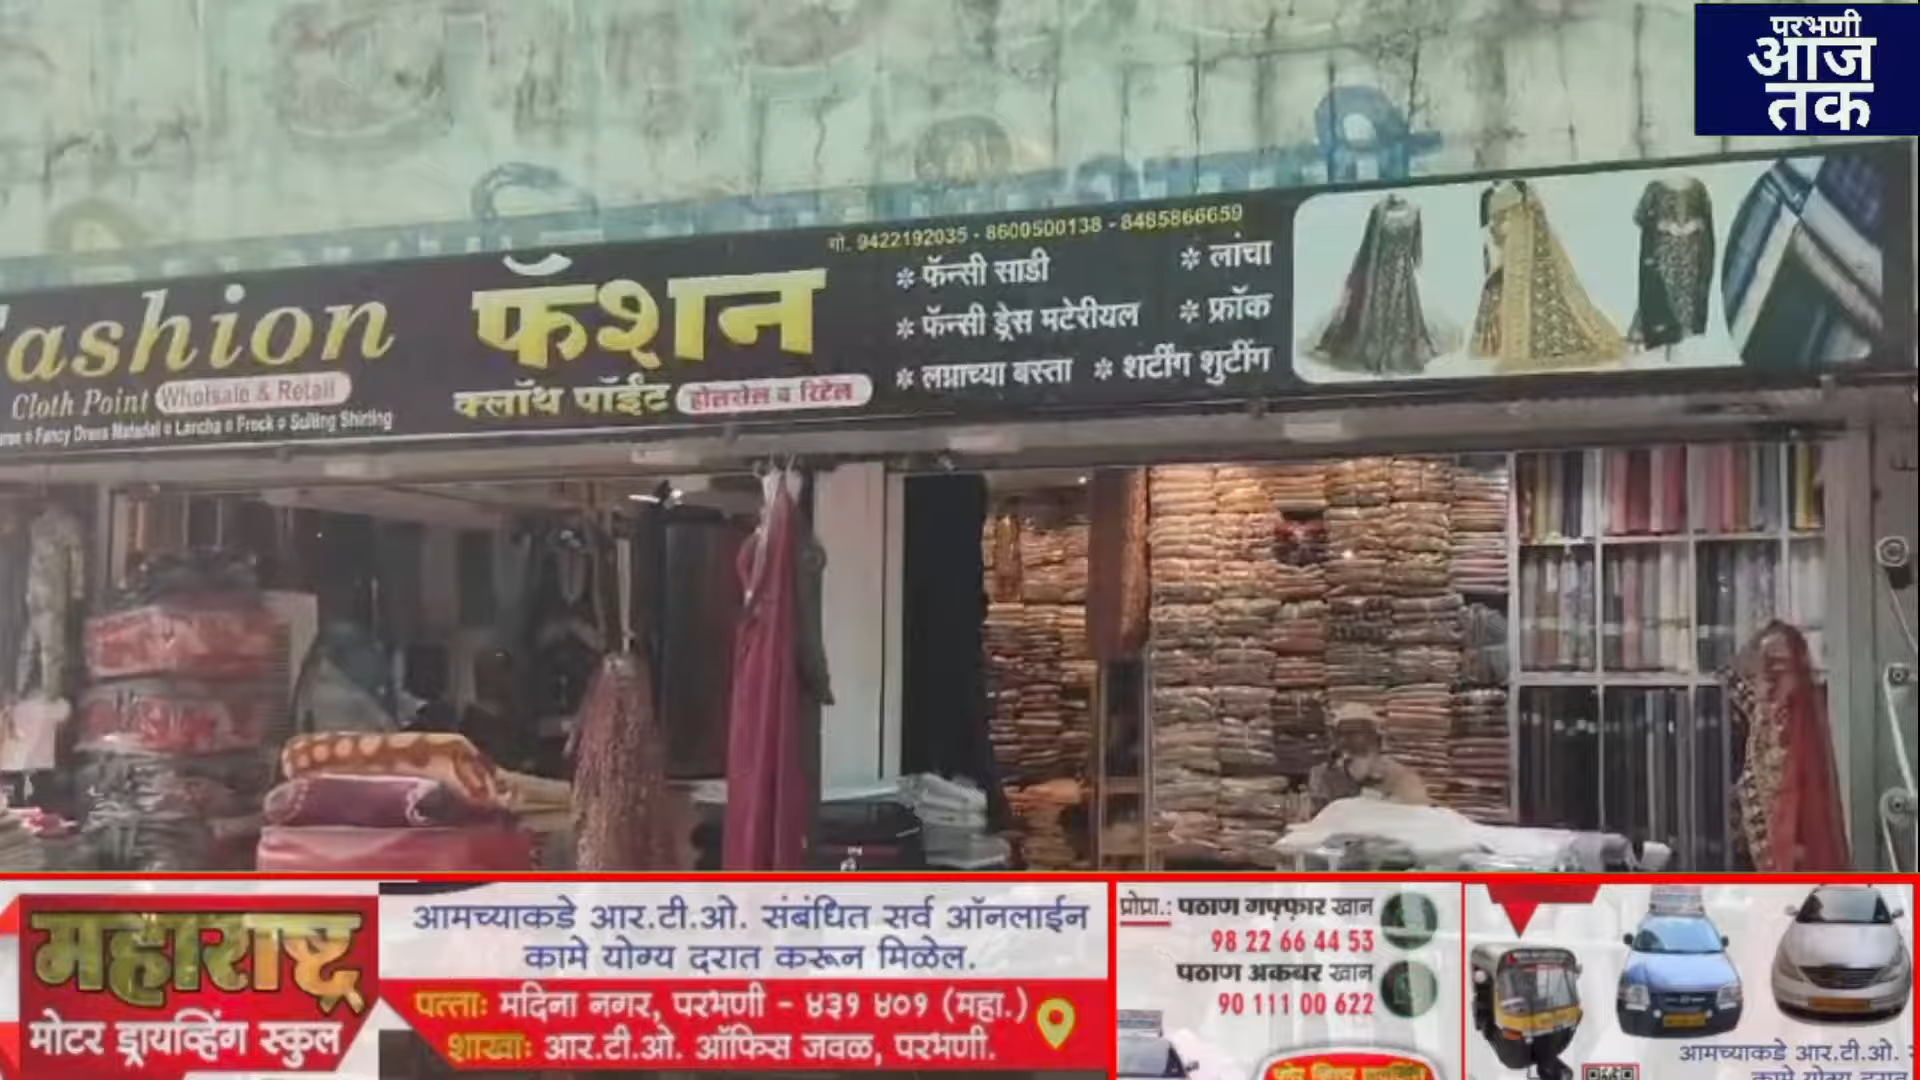 परभणी
आज
तक
मो. 9422192035 - 8600500138 - 8485866659
Fashion
Cloth Point Wholsale & Retail
Fancy Dress Material Lancha Frock Suiting Shirting
फॅशन
क्लॉथ पॉईंट होलसेल व रिटेल
* फॅन्सी साडी * लांचा
* फॅन्सी ड्रेस मटेरीयल * फ्रॉक
* लग्नाच्या बस्ता * शर्टींग शुटींग
महाराष्ट्र
मोटर ड्रायव्हिंग स्कुल
आमच्याकडे आर.टी.ओ. संबंधित सर्व ऑनलाईन
कामे योग्य दरात करून मिळेल.
पत्ताः मदिना नगर, परभणी - ४३१ ४०१ (महा.)
शाखाः आर.टी.ओ. ऑफिस जवळ, परभणी.
प्रोप्रा.: पठाण गफ्फार खान
98 22 66 44 53
पठाण अकबर खान
90 111 00 622
आमच्याकडे आर.टी.ओ.
कामे योग्य दरात